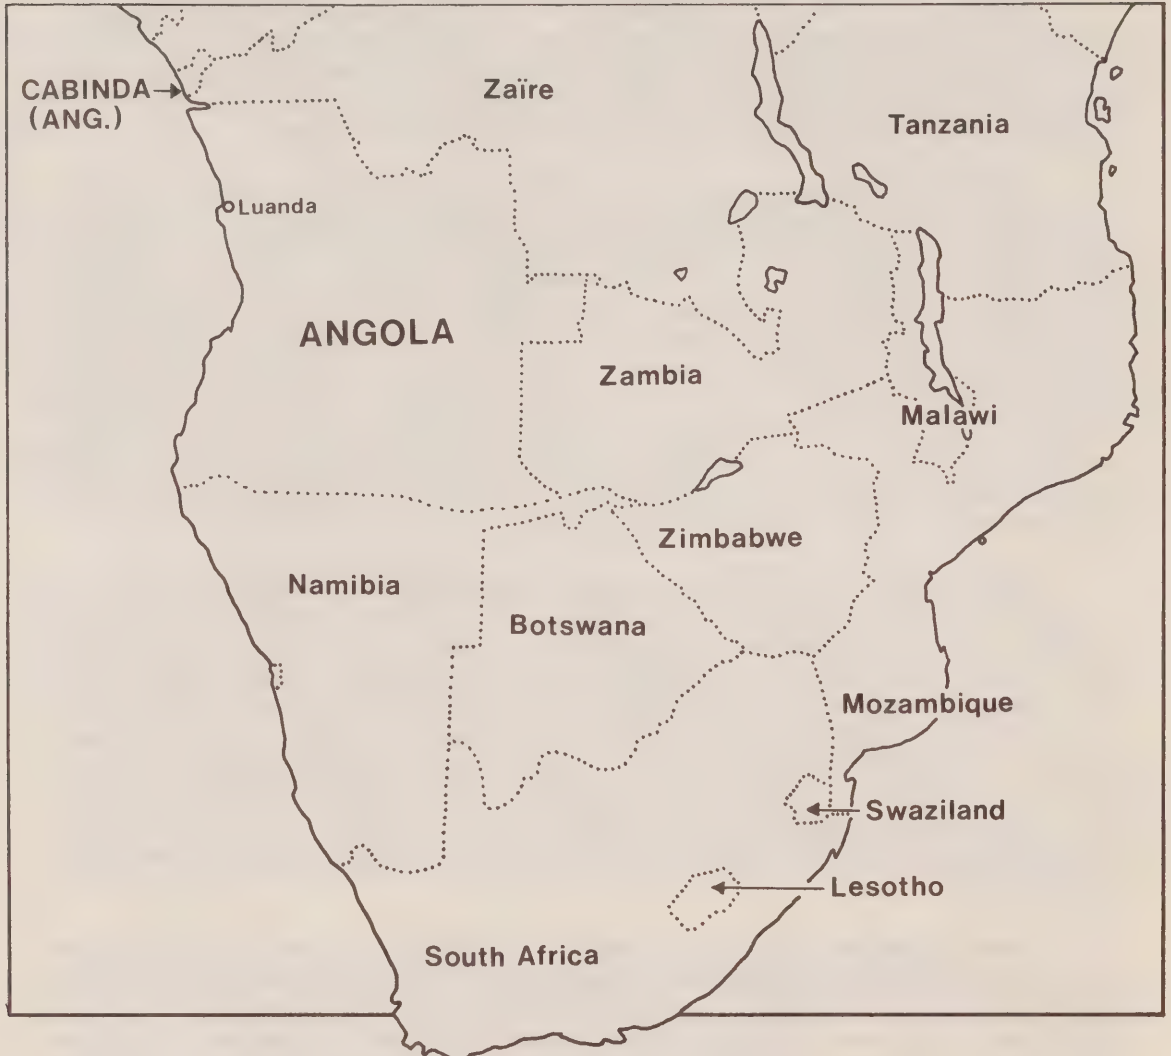 CABINDA
(ANG.)
Zaïre
Tanzania
Luanda
ANGOLA
Zambia
Malawi
Zimbabwe
Namibia
Botswana
Mozambique
Swaziland
Lesotho
South Africa